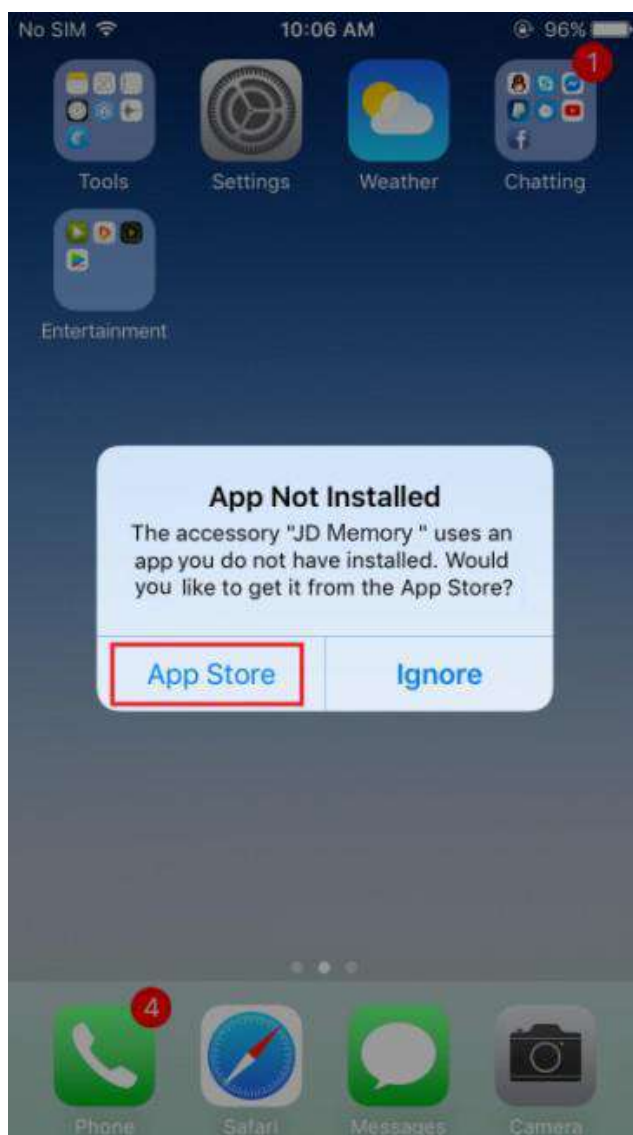 No SIM 10:06 AM 96%
1
Tools Settings Weather Chatting
Entertainment
App Not Installed
The accessory "JD Memory " uses an
app you do not have installed. Would
you like to get it from the App Store?
App Store Ignore
4
Phone Safari Messages Camera